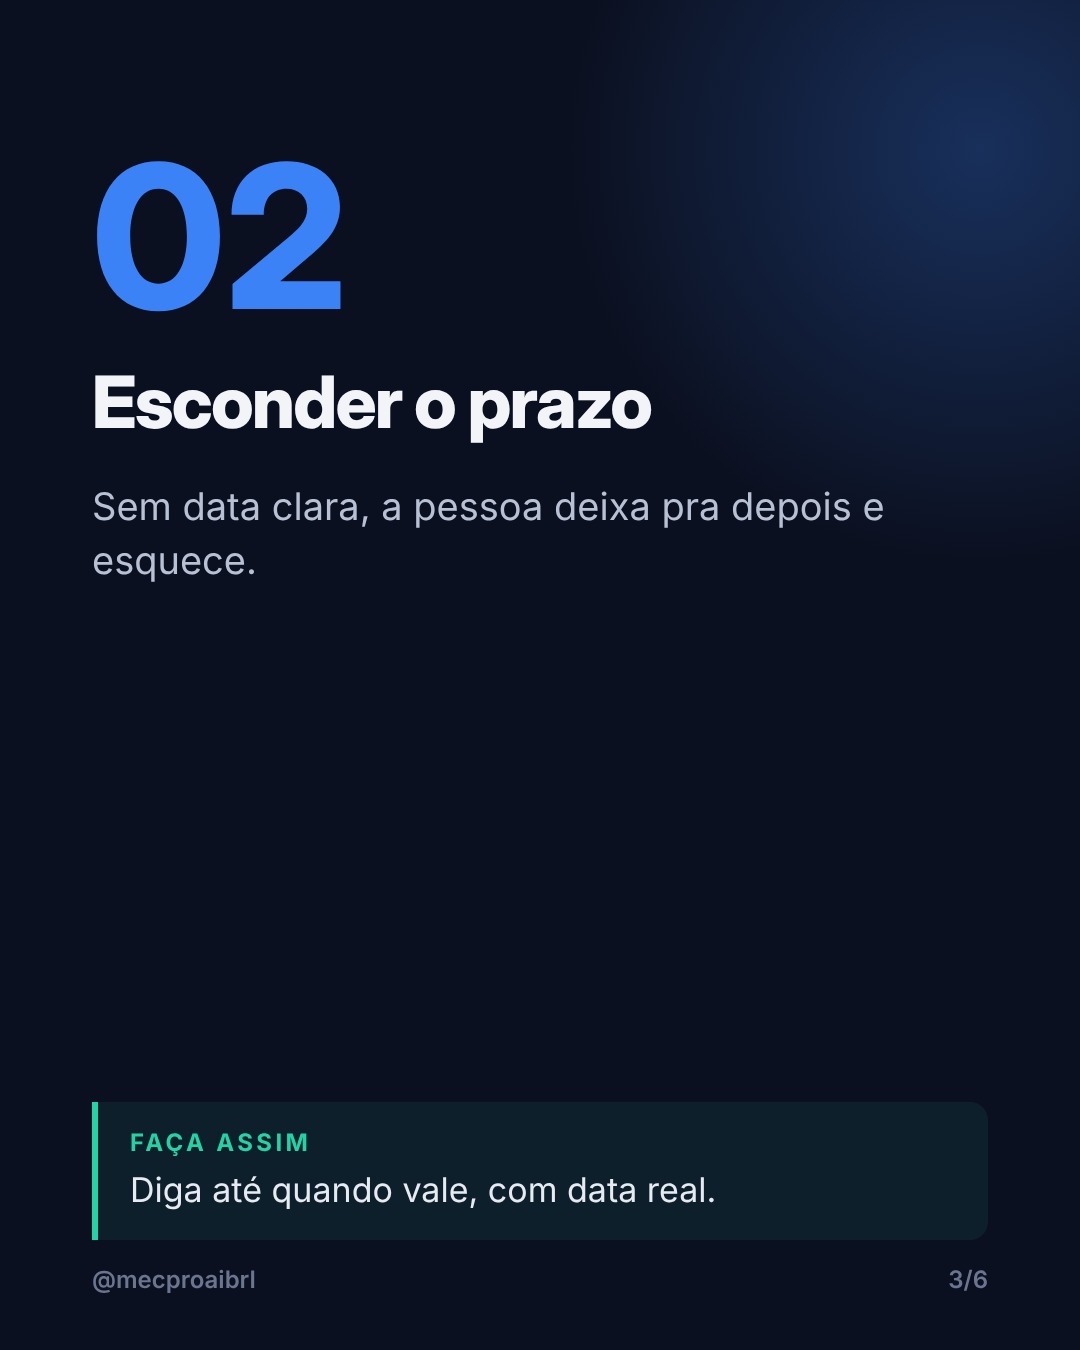 02
Esconder o prazo
Sem data clara, a pessoa deixa pra depois e
esquece.
FAÇA ASSIM
Diga até quando vale, com data real.
@mecproaibrl
3/6